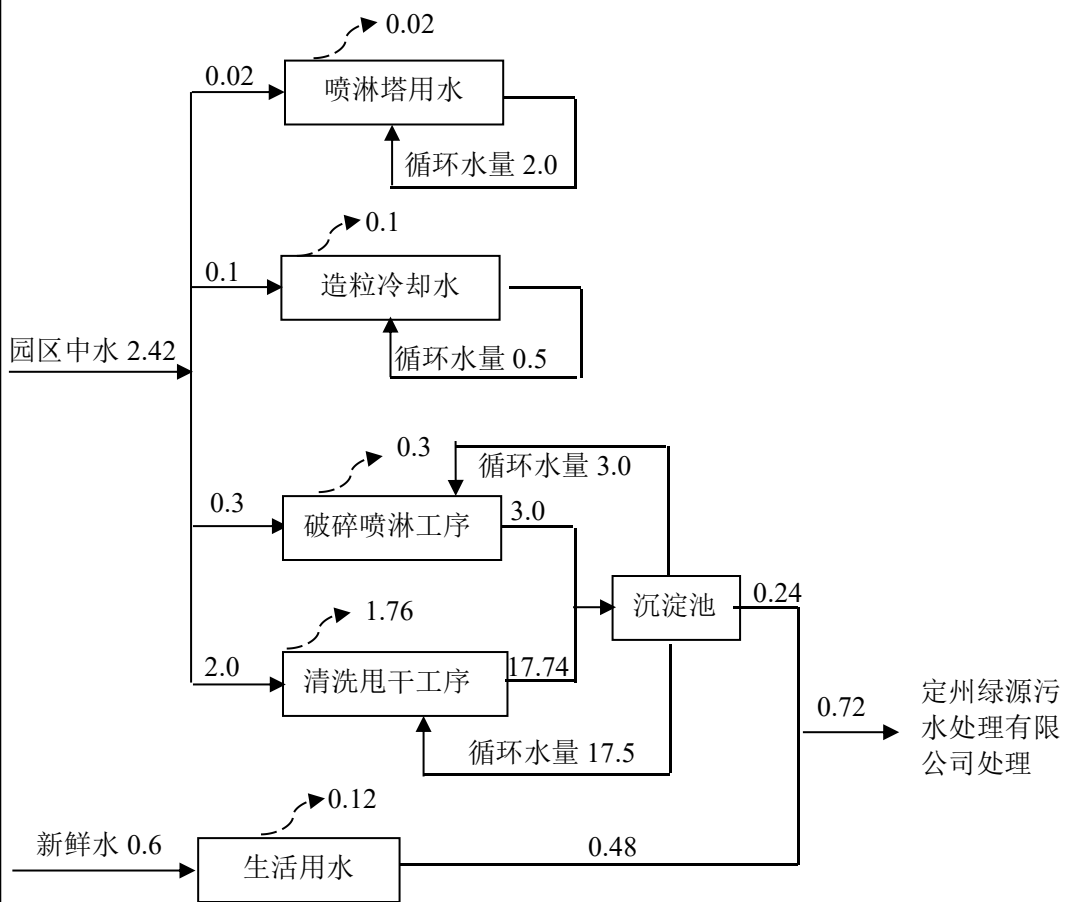 0.02
0.02
喷淋塔用水
循环水量 2.0
0.1
0.1
造粒冷却水
园区中水 2.42
循环水量 0.5
0.3
循环水量 3.0
0.3
破碎喷淋工序
3.0
1.76
沉淀池
0.24
2.0
清洗甩干工序
17.74
循环水量 17.5
0.72
定州绿源污
水处理有限
公司处理
0.12
新鲜水 0.6
生活用水
0.48